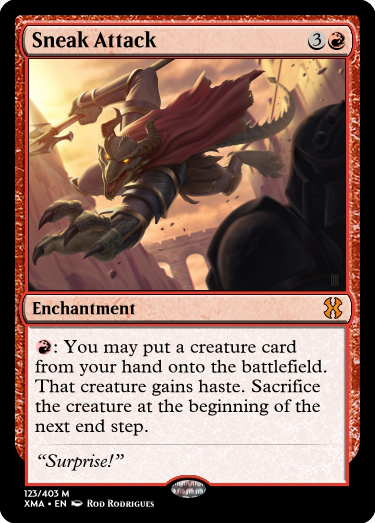 Sneak Attack 3
Enchantment
: You may put a creature card
from your hand onto the battlefield.
That creature gains haste. Sacrifice
the creature at the beginning of the
next end step.
“Surprise!”
123/403 M
XMA • EN Rod Rodrigues